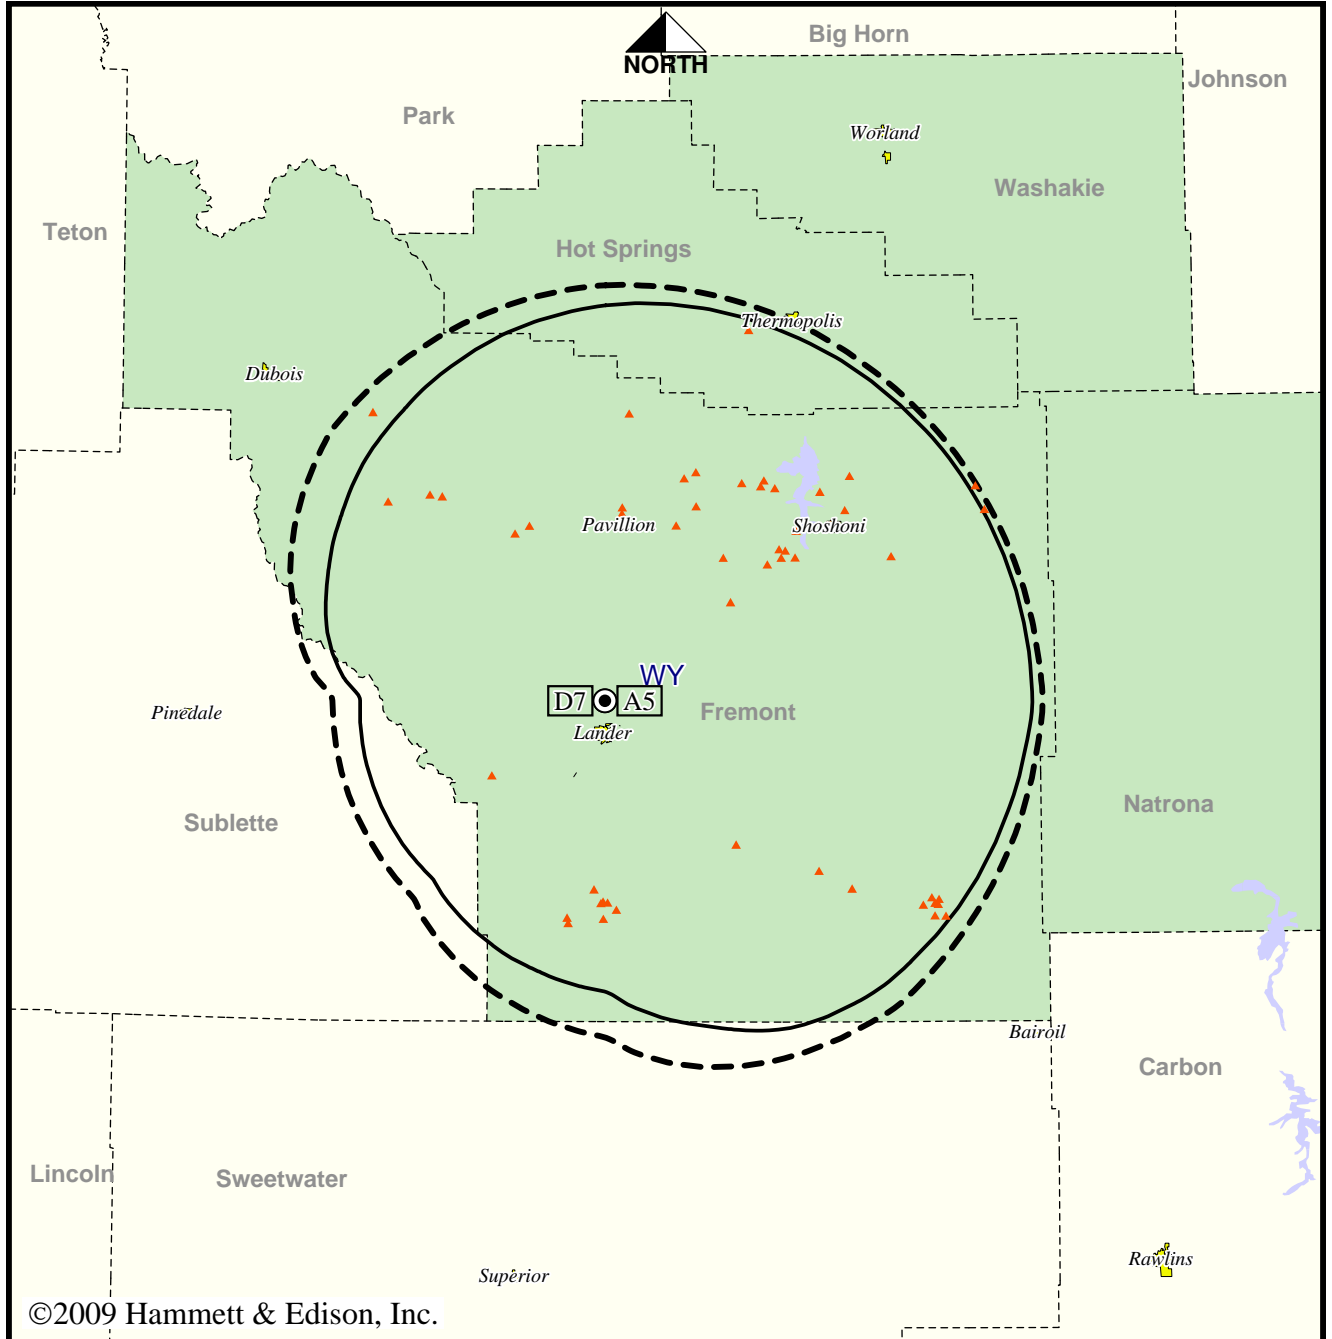 Big Horn
NORTH
Johnson
Park
Worland
Washakie
Teton
Hot Springs
Thermopolis
Dubois
Pavillion
Shoshoni
WY
D7
A5
Pinedale
Fremont
Lander
Natrona
Sublette
Bairoil
Carbon
Lincoln
Sweetwater
Rawlins
Superior
©2009 Hammett & Edison, Inc.